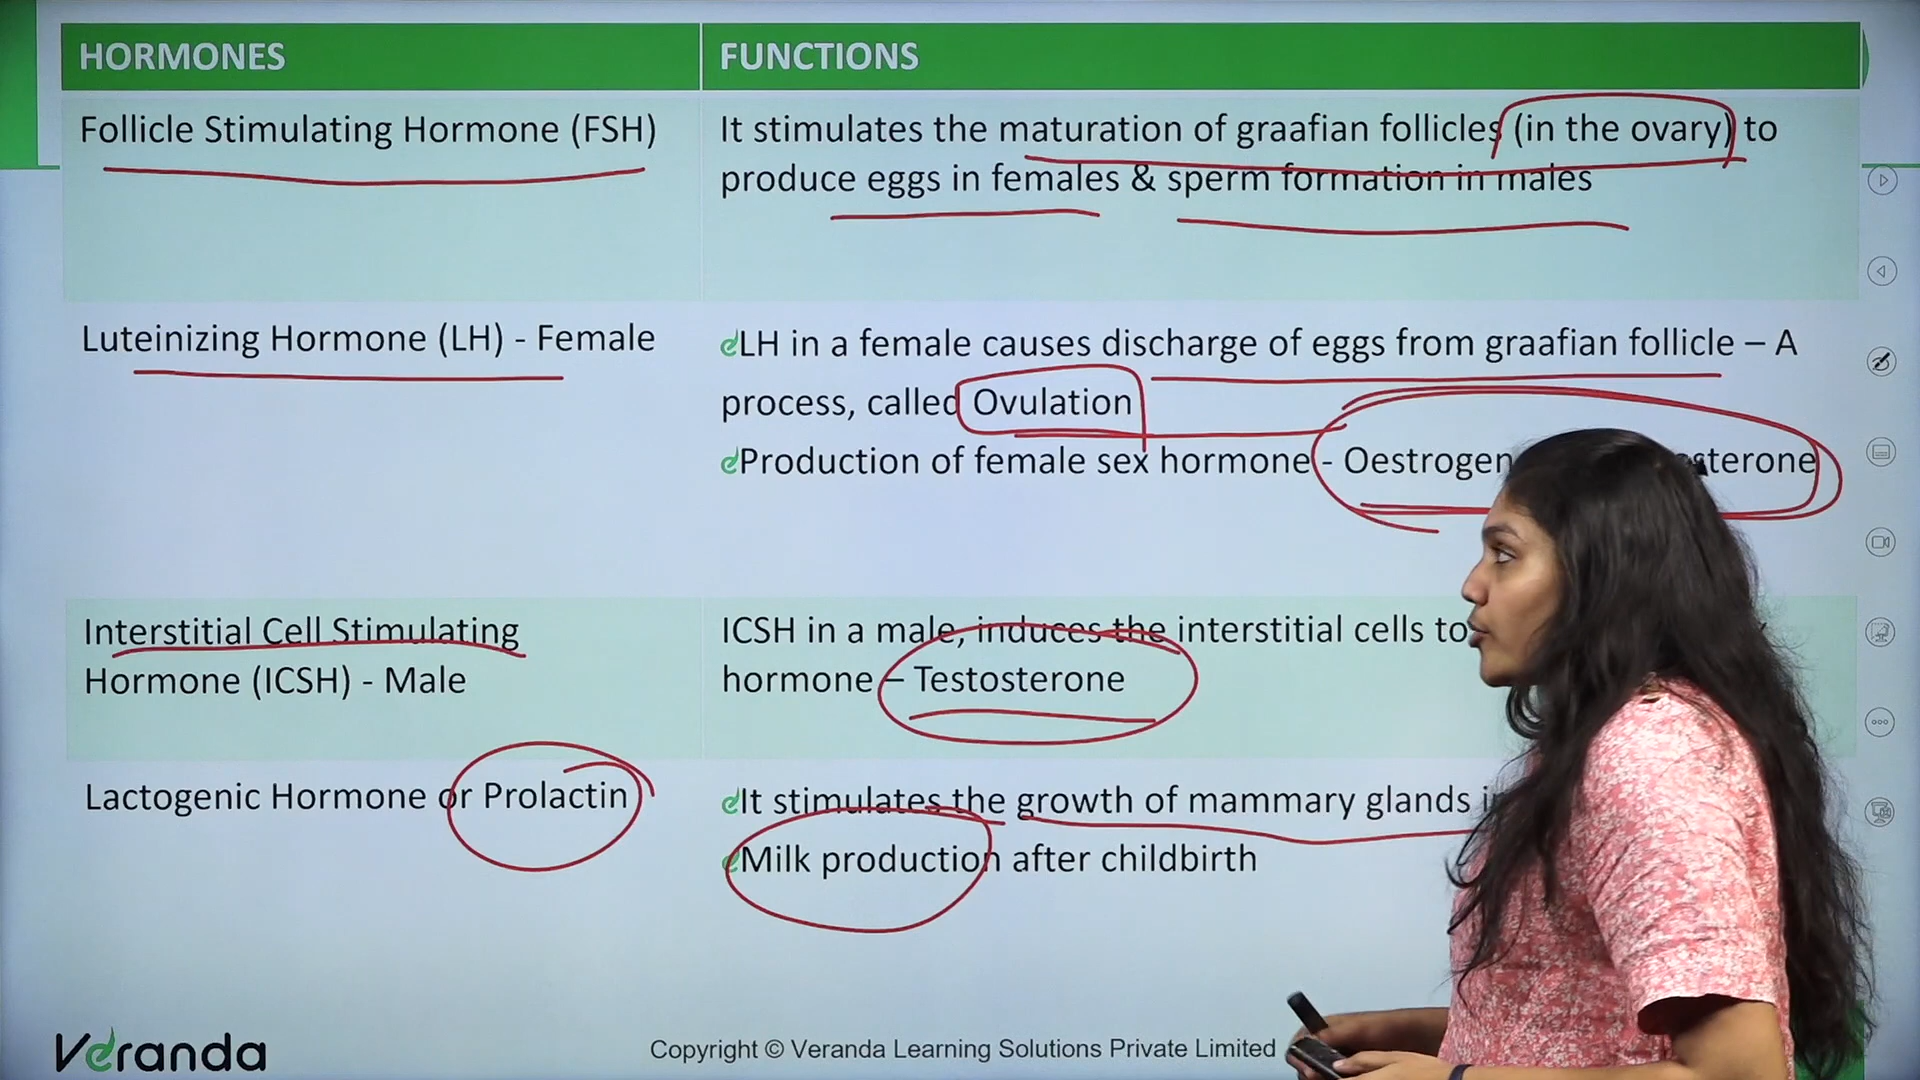 HORMONES
FUNCTIONS
Follicle Stimulating Hormone (FSH)
It stimulates the maturation of graafian follicles (in the ovary) to
produce eggs in females & sperm formation in males
Luteinizing Hormone (LH) - Female
LH in a female causes discharge of eggs from graafian follicle – A
process, called Ovulation
Production of female sex hormone - Oestrogen
Interstitial Cell Stimulating
Hormone (ICSH) - Male
ICSH in a male, induces the interstitial cells to
hormone – Testosterone
Lactogenic Hormone or Prolactin
It stimulates the growth of mammary glands
Milk production after childbirth
Veranda
Copyright © Veranda Learning Solutions Private Limited